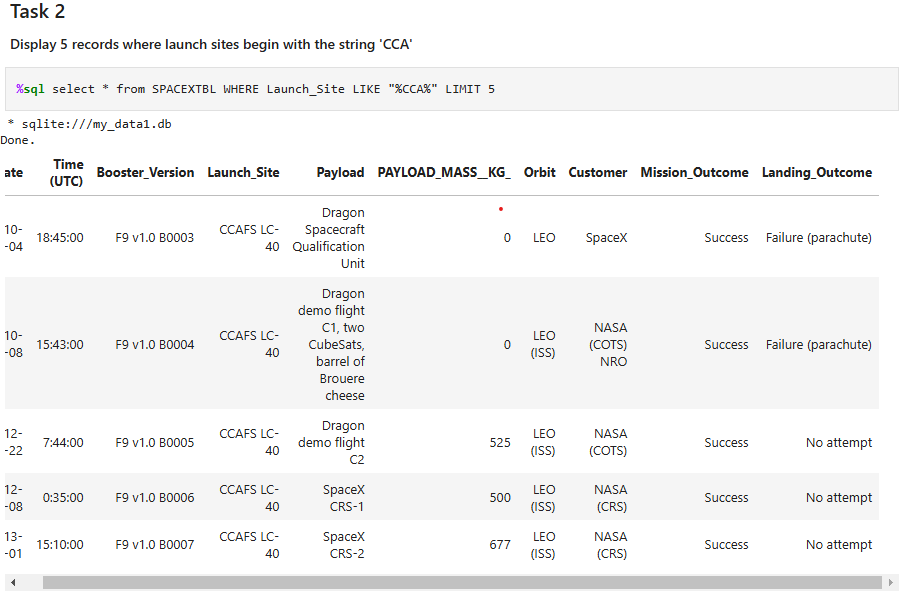 Task 2
Display 5 records where launch sites begin with the string 'CCA'
%sql select * from SPACEXTBL WHERE Launch_Site LIKE "%CCA%" LIMIT 5
* sqlite:///my_data1.db
Done.
ate Time (UTC) Booster_Version Launch_Site Payload PAYLOAD_MASS__KG_ Orbit Customer Mission_Outcome Landing_Outcome
10--04 18:45:00 F9 v1.0 B0003 CCAFS LC-40 Dragon Spacecraft Qualification Unit 0 LEO SpaceX Success Failure (parachute)
10--08 15:43:00 F9 v1.0 B0004 CCAFS LC-40 Dragon demo flight C1, two CubeSats, barrel of Brouere cheese 0 LEO (ISS) NASA (COTS) NRO Success Failure (parachute)
12--22 7:44:00 F9 v1.0 B0005 CCAFS LC-40 Dragon demo flight C2 525 LEO (ISS) NASA (COTS) Success No attempt
12--08 0:35:00 F9 v1.0 B0006 CCAFS LC-40 SpaceX CRS-1 500 LEO (ISS) NASA (CRS) Success No attempt
13--01 15:10:00 F9 v1.0 B0007 CCAFS LC-40 SpaceX CRS-2 677 LEO (ISS) NASA (CRS) Success No attempt